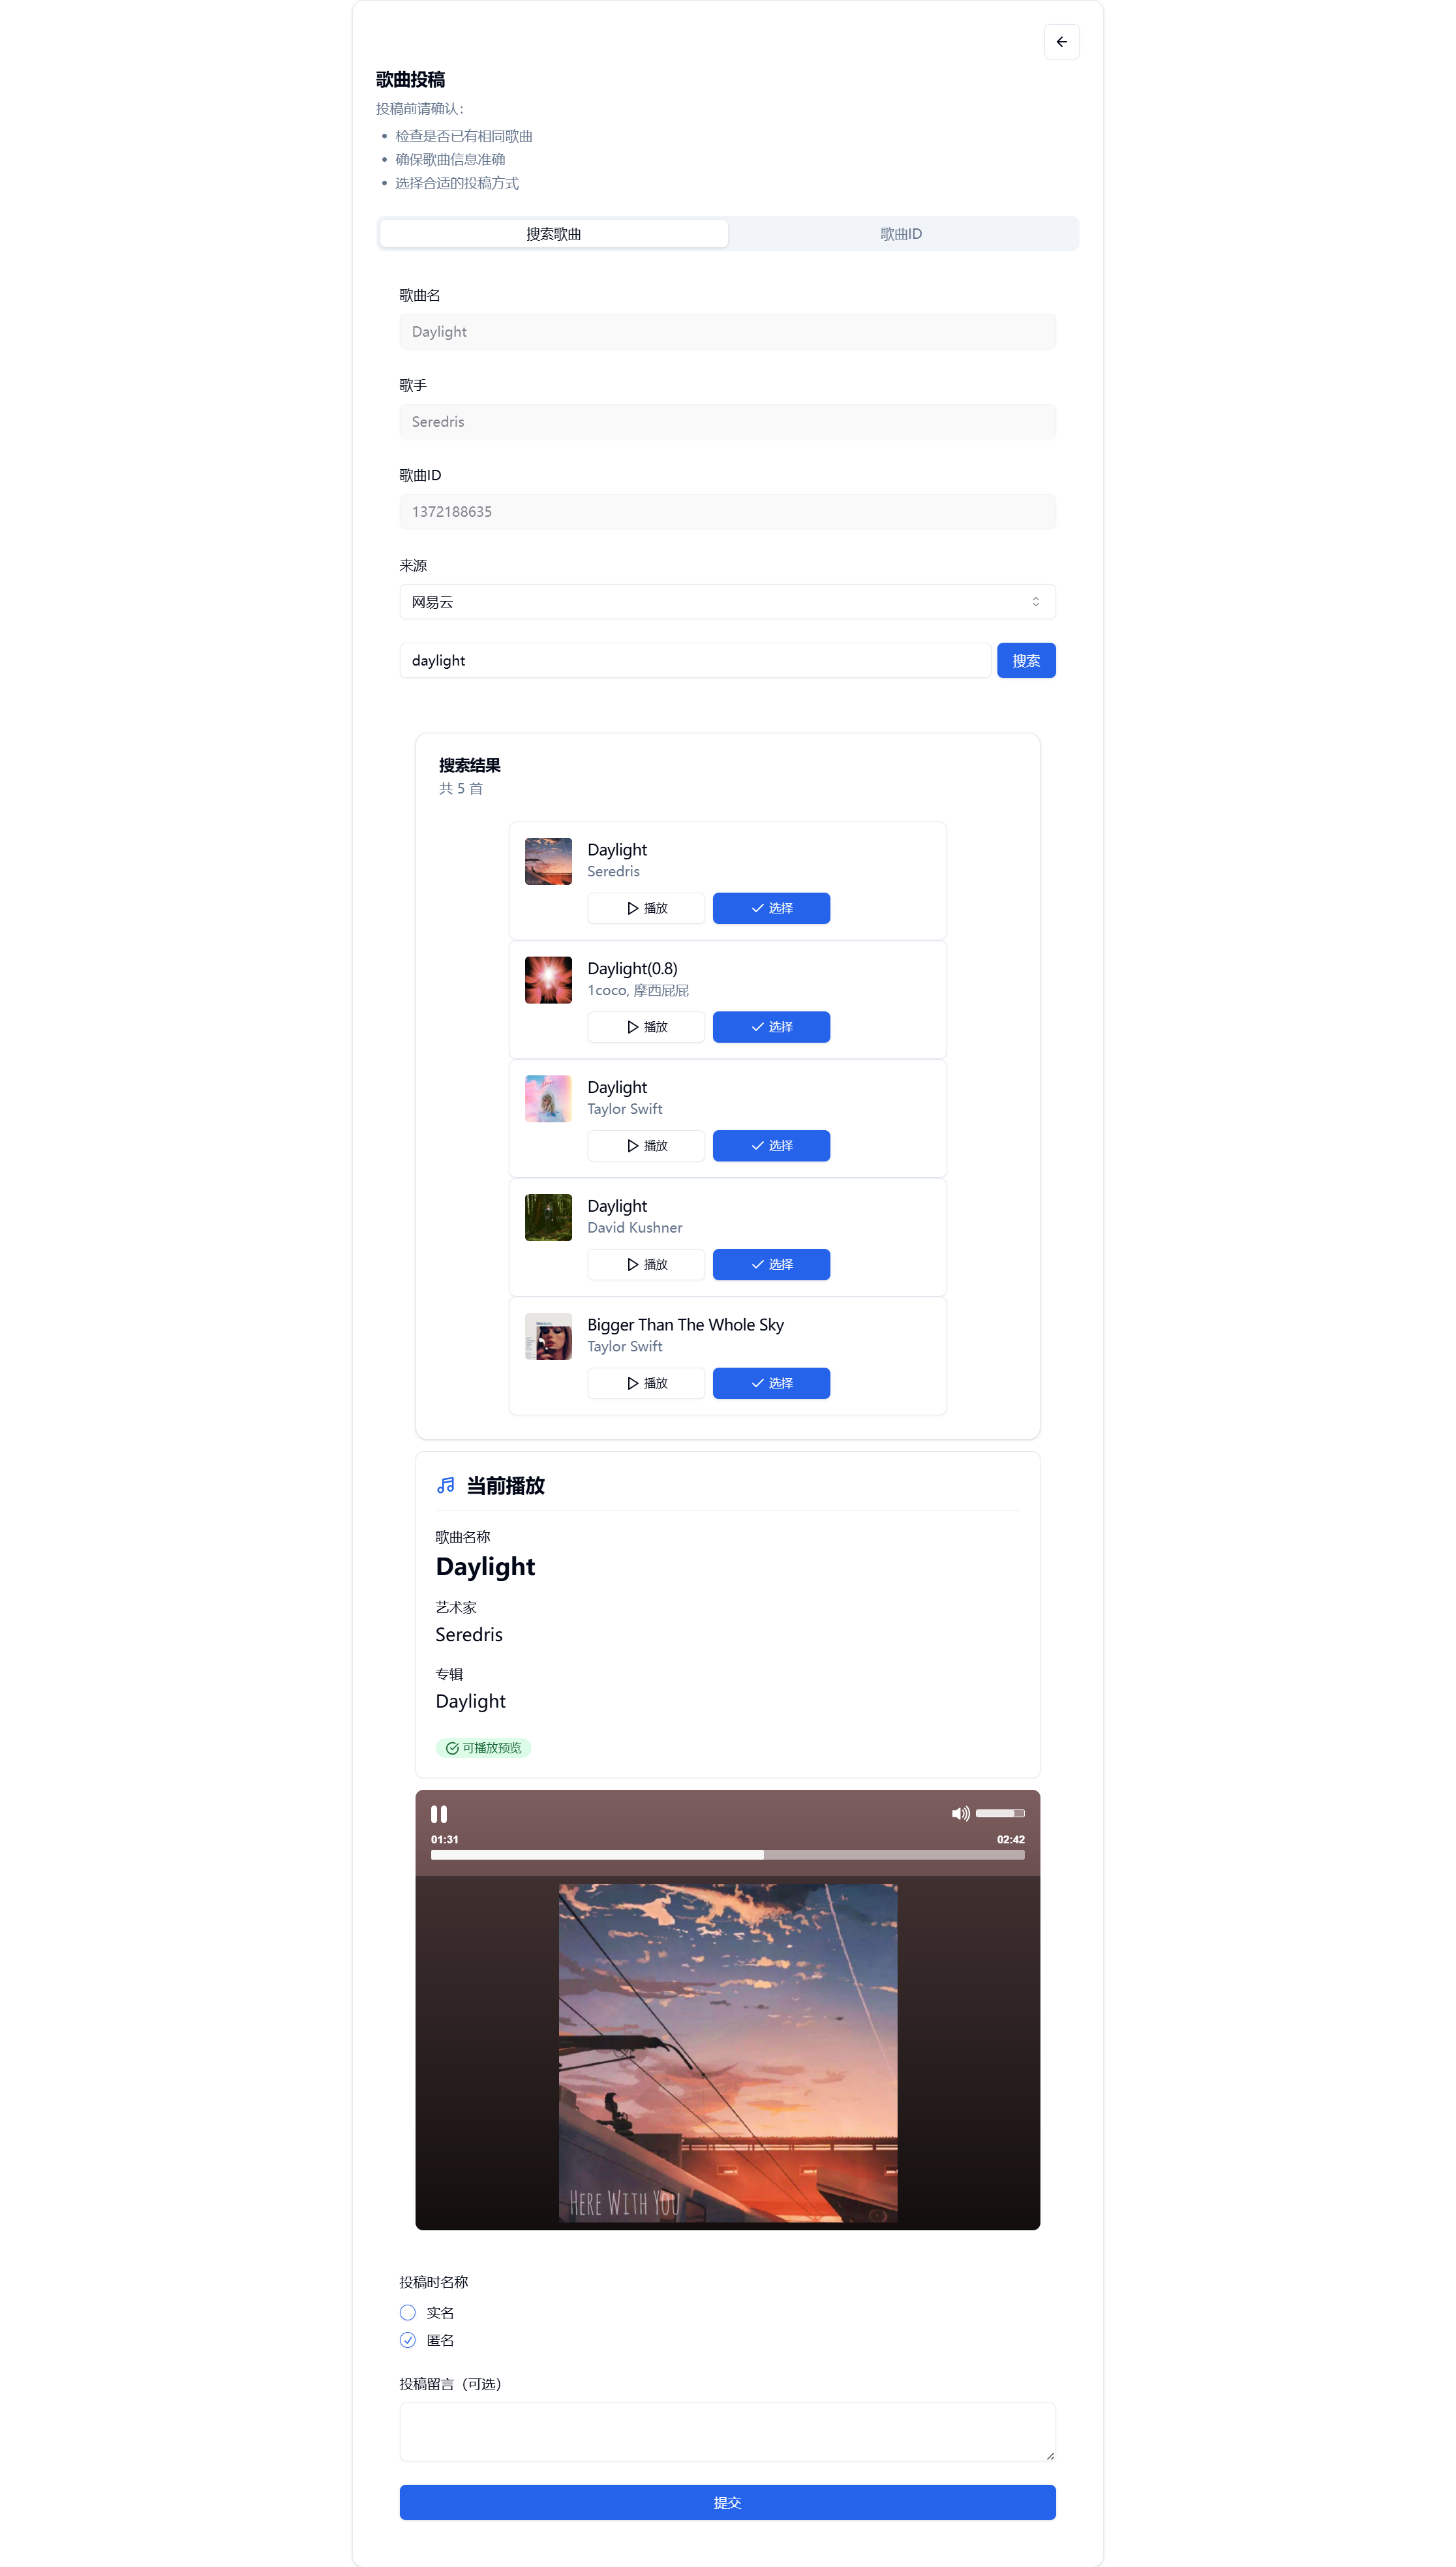 歌曲投稿
投稿前请确认：
• 检查是否已有相同歌曲
• 确保歌曲信息准确
• 选择合适的投稿方式
搜索歌曲
歌曲ID
歌曲名
Daylight
歌手
Seredris
歌曲ID
1372188635
来源
网易云
daylight
搜索
搜索结果
共 5 首
Daylight
Seredris
播放
选择
Daylight(0.8)
1coco, 摩西屁屁
播放
选择
Daylight
Taylor Swift
播放
选择
Daylight
David Kushner
播放
选择
Bigger Than The Whole Sky
Taylor Swift
播放
选择
当前播放
歌曲名称
Daylight
艺术家
Seredris
专辑
Daylight
可播放预览
01:31
02:42
HERE WITH YOU
投稿时名称
实名
匿名
投稿留言（可选）
提交